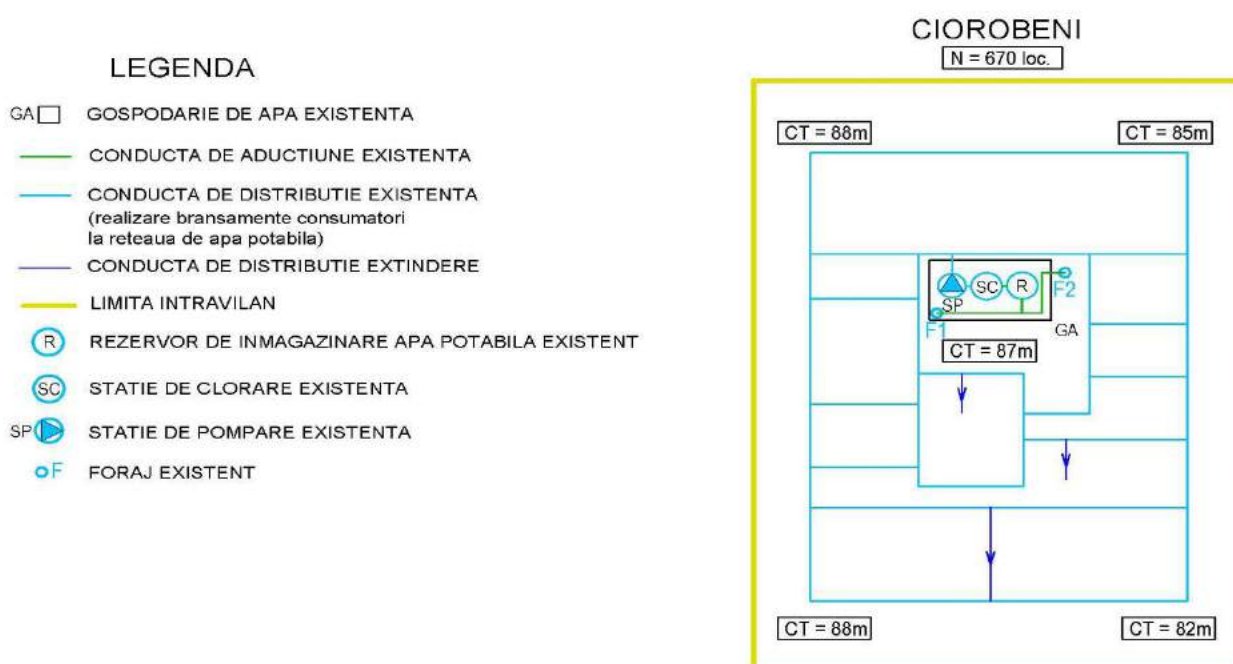 LEGENDA
GA GOSPODARIE DE APA EXISTENTA
CONDUCTA DE ADUCTIUNE EXISTENTA
CONDUCTA DE DISTRIBUTIE EXISTENTA
(realizare bransamente consumatori
la reteaua de apa potabila)
CONDUCTA DE DISTRIBUTIE EXTINDERE
LIMITA INTRAVILAN
R REZERVOR DE INMAGAZINARE APA POTABILA EXISTENT
SC STATIE DE CLORARE EXISTENTA
SP STATIE DE POMPARE EXISTENTA
F FORAJ EXISTENT
CIOROBENI
N = 670 loc.
CT = 88m
CT = 85m
SC
R
F2
SP
F1
GA
CT = 87m
CT = 88m
CT = 82m